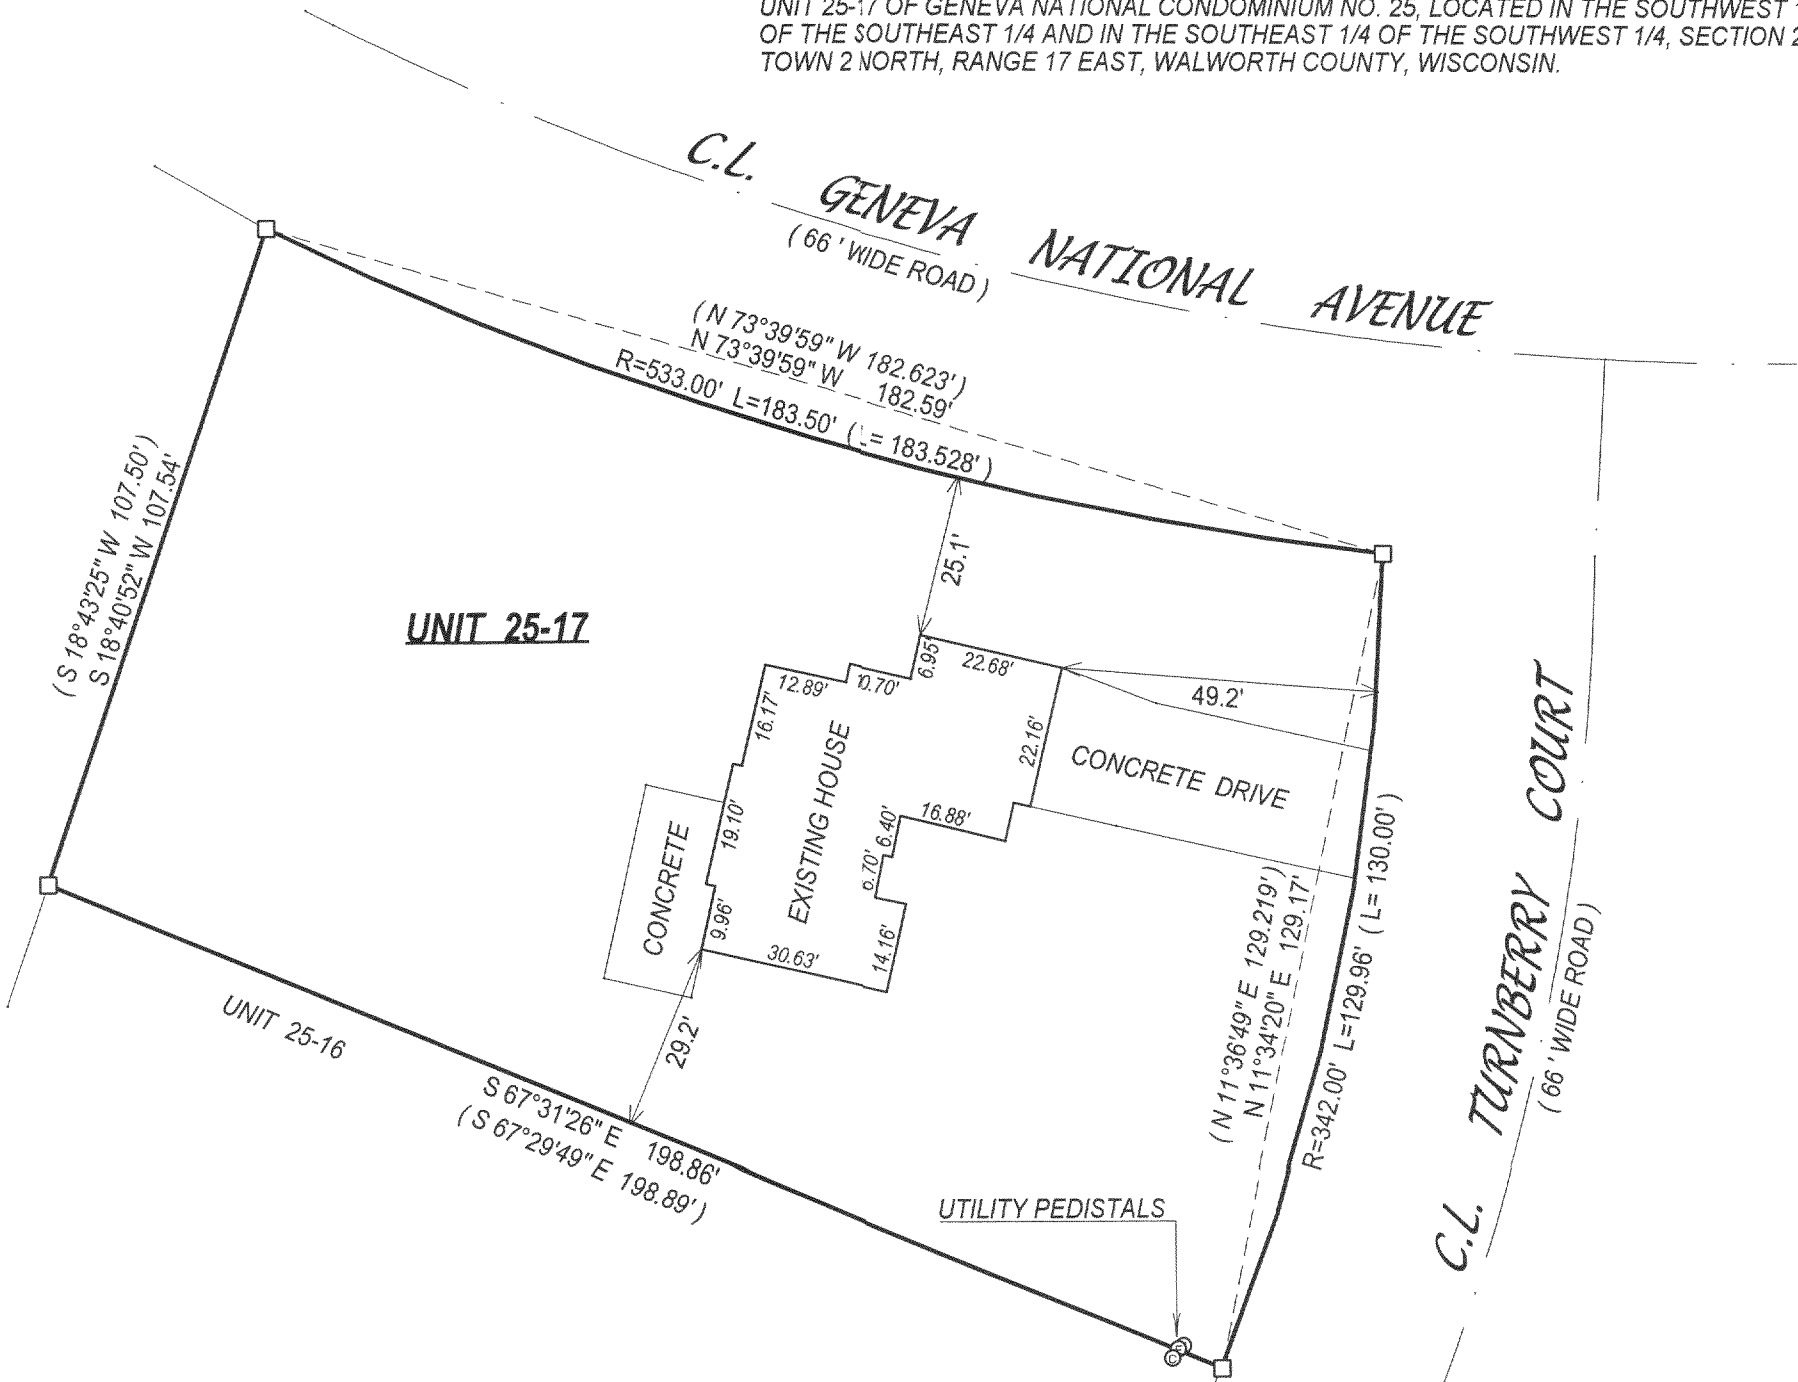 UNIT 25-17 OF GENEVA NATIONAL CONDOMINIUM NO. 25, LOCATED IN THE SOUTHWEST
OF THE SOUTHEAST 1/4 AND IN THE SOUTHEAST 1/4 OF THE SOUTHWEST 1/4, SECTION
TOWN 2 NORTH, RANGE 17 EAST, WALWORTH COUNTY, WISCONSIN.
C.L. GENEVA NATIONAL AVENUE
( 66 ' WIDE ROAD )
( N 73°39'59" W 182.623' )
N 73°39'59" W 182.59'
R=533.00' L=183.50' ( L= 183.528' )
( S 18°43'25" W 107.50' )
S 18°40'52" W 107.54'
UNIT 25-17
25.1'
6.95'
22.68'
12.89'
10.70'
49.2'
16.17'
22.16'
CONCRETE DRIVE
EXISTING HOUSE
19.10'
16.88'
6.40'
6.70'
CONCRETE
9.96'
30.63'
14.16'
29.2'
UNIT 25-16
S 67°31'26" E 198.86'
( S 67°29'49" E 198.89' )
( N 11°36'49" E 129.219' )
N 11°34'20" E 129.17'
R=342.00' L=129.96' ( L= 130.00' )
C.L. TURNBERRY COURT
( 66 ' WIDE ROAD )
UTILITY PEDISTALS